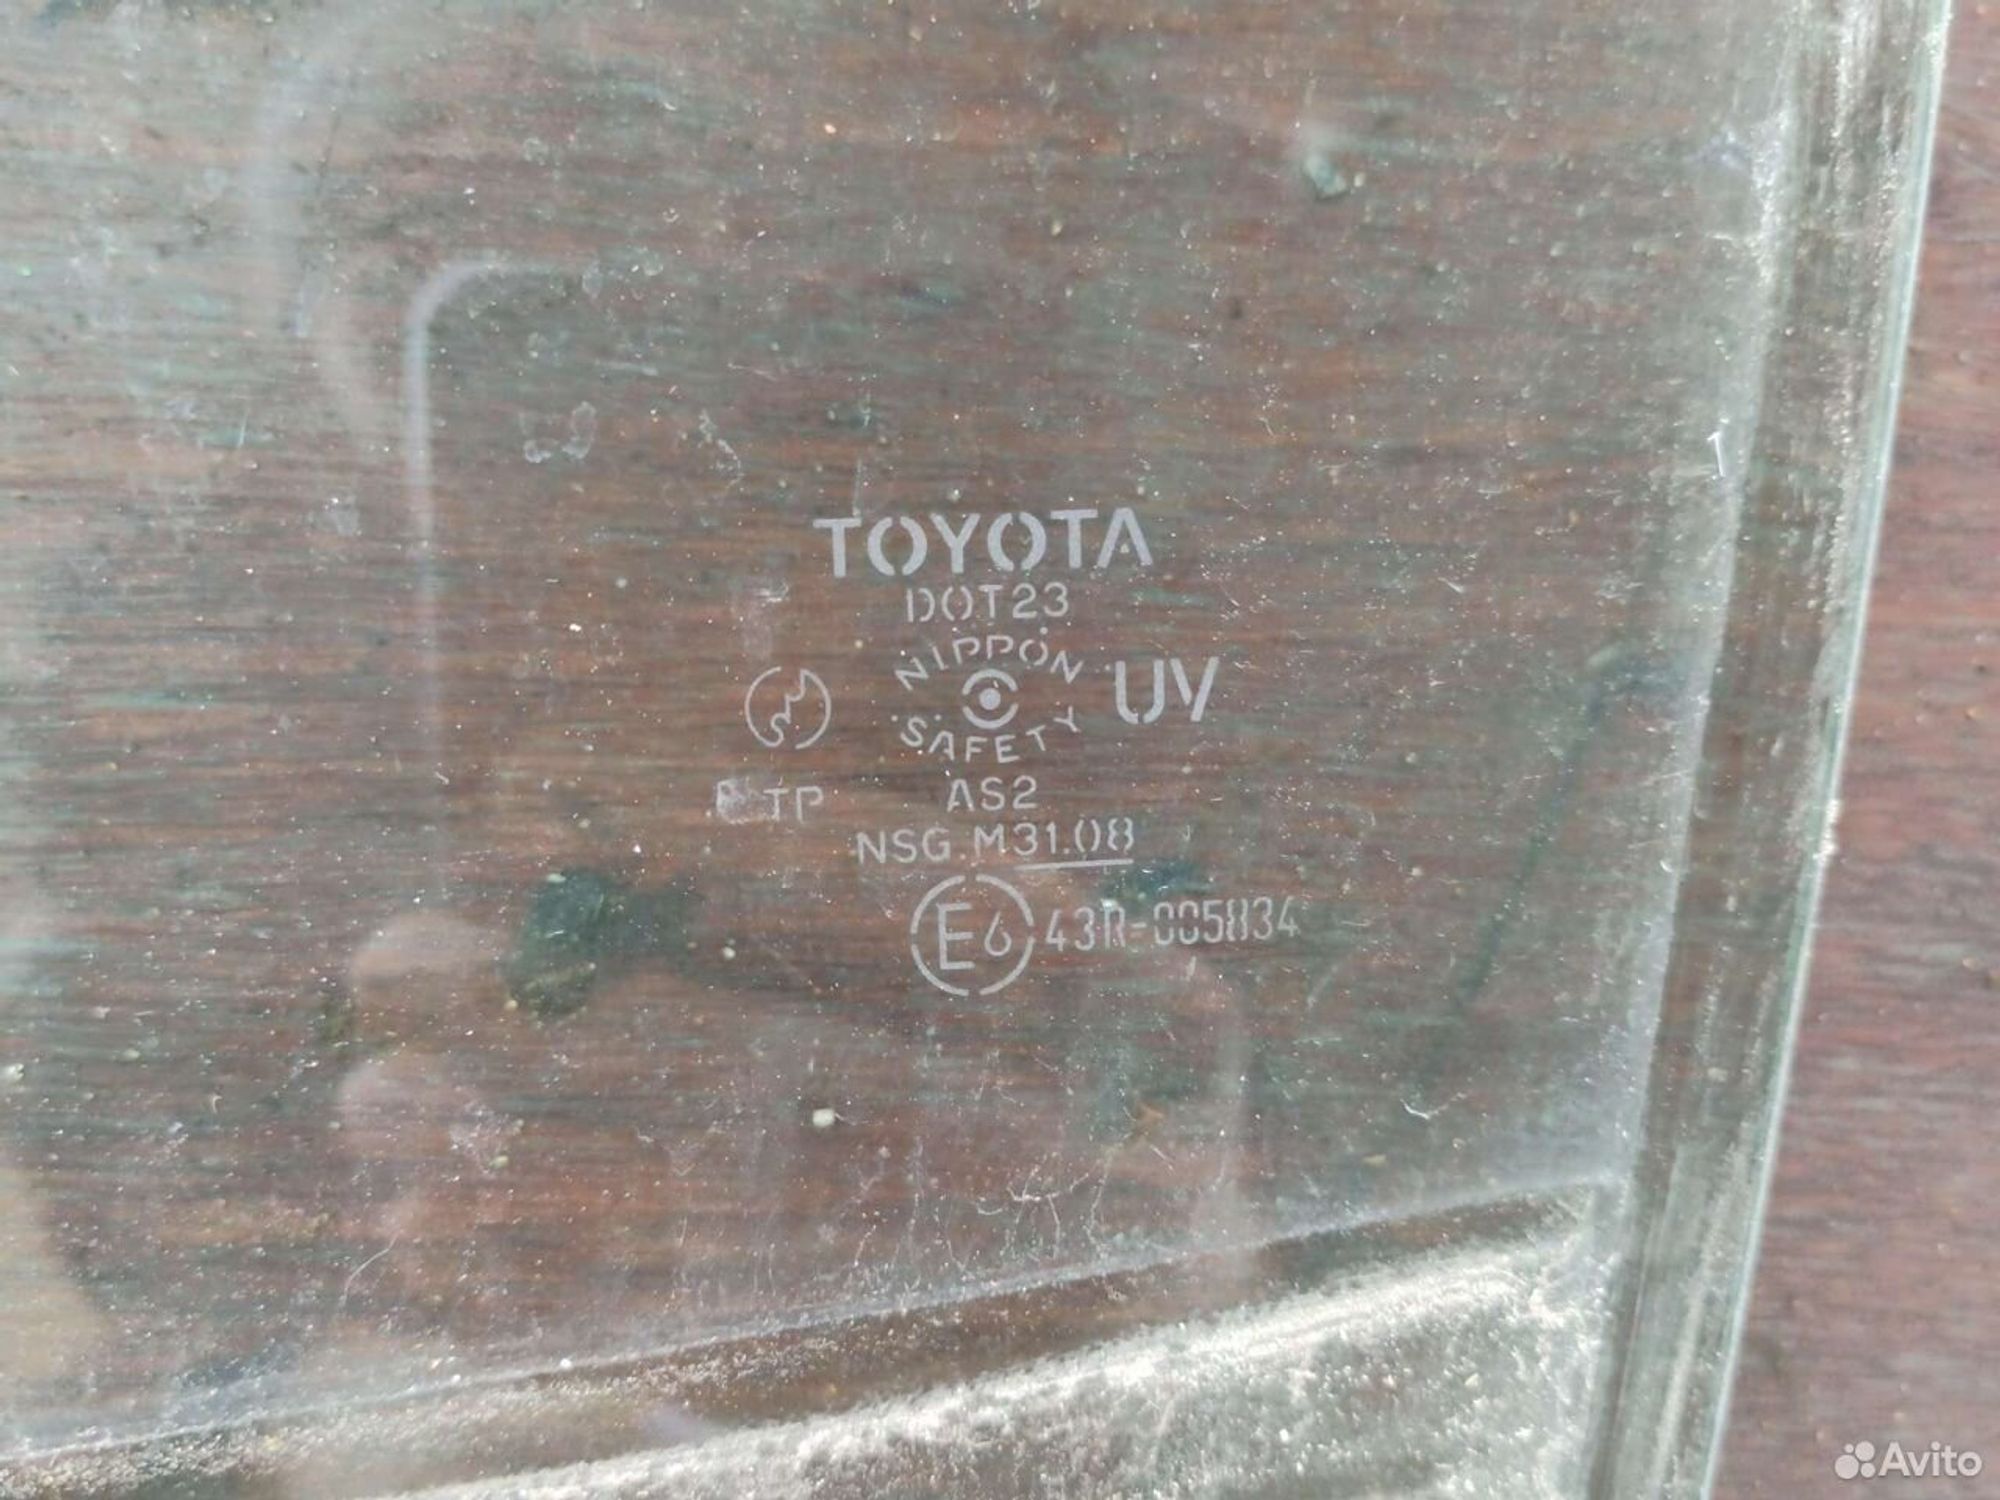 TOYOTA
DOT23
NIPPON
SAFETY
UV
TP
AS2
NSG.M31.08
E6 43R-005834
Avito